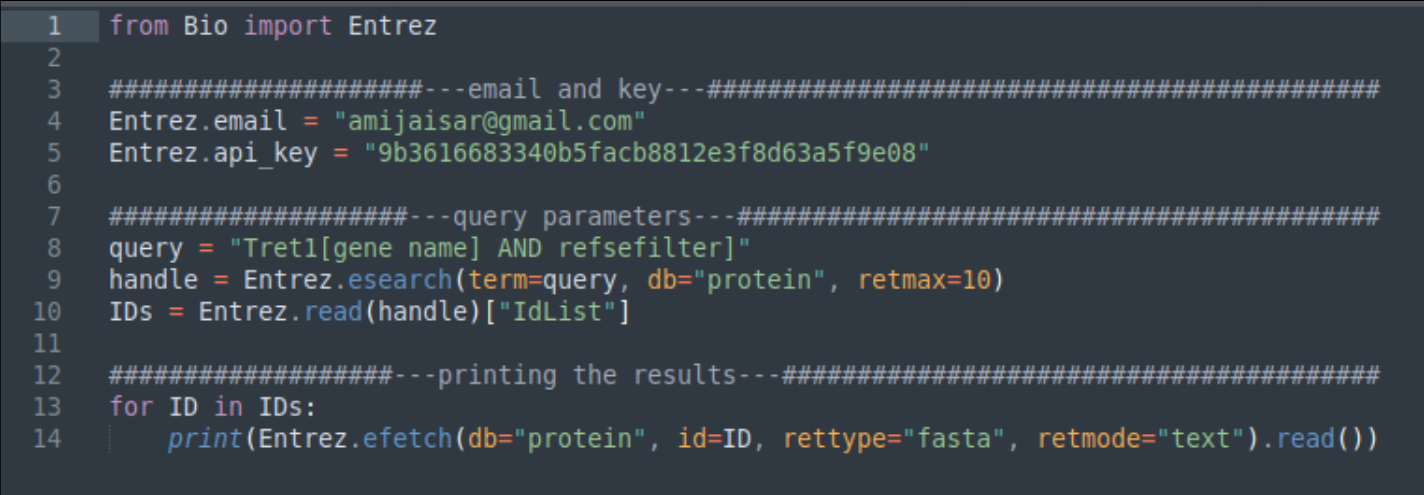 1 from Bio import Entrez
2
3 #####################---email and key---#############################################
4 Entrez.email = "amijaisar@gmail.com"
5 Entrez.api_key = "9b3616683340b5facb8812e3f8d63a5f9e08"
6
7 ####################---query parameters---###########################################
8 query = "Tret1[gene name] AND refsefilter]"
9 handle = Entrez.esearch(term=query, db="protein", retmax=10)
10 IDs = Entrez.read(handle)["IdList"]
11
12 ###################---printing the results---########################################
13 for ID in IDs:
14     print(Entrez.efetch(db="protein", id=ID, rettype="fasta", retmode="text").read())